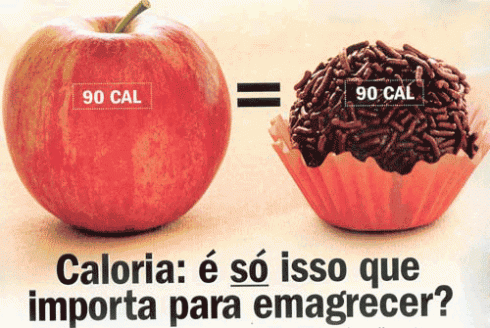 90 CAL
=
90 CAL
Caloria: é só isso que
importa para emagrecer?